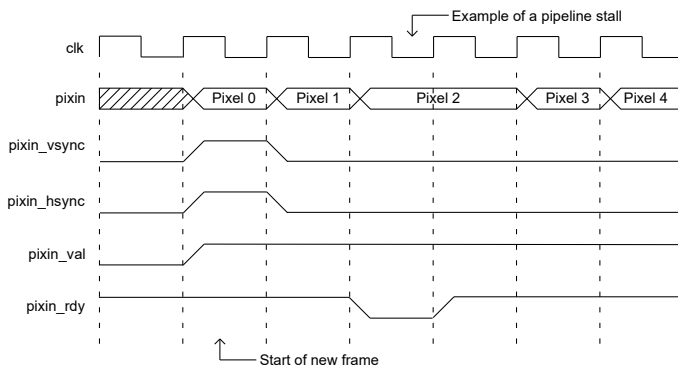 Example of a pipeline stall
clk
pixin Pixel 0 Pixel 1 Pixel 2 Pixel 3 Pixel 4
pixin_vsync
pixin_hsync
pixin_val
pixin_rdy
Start of new frame